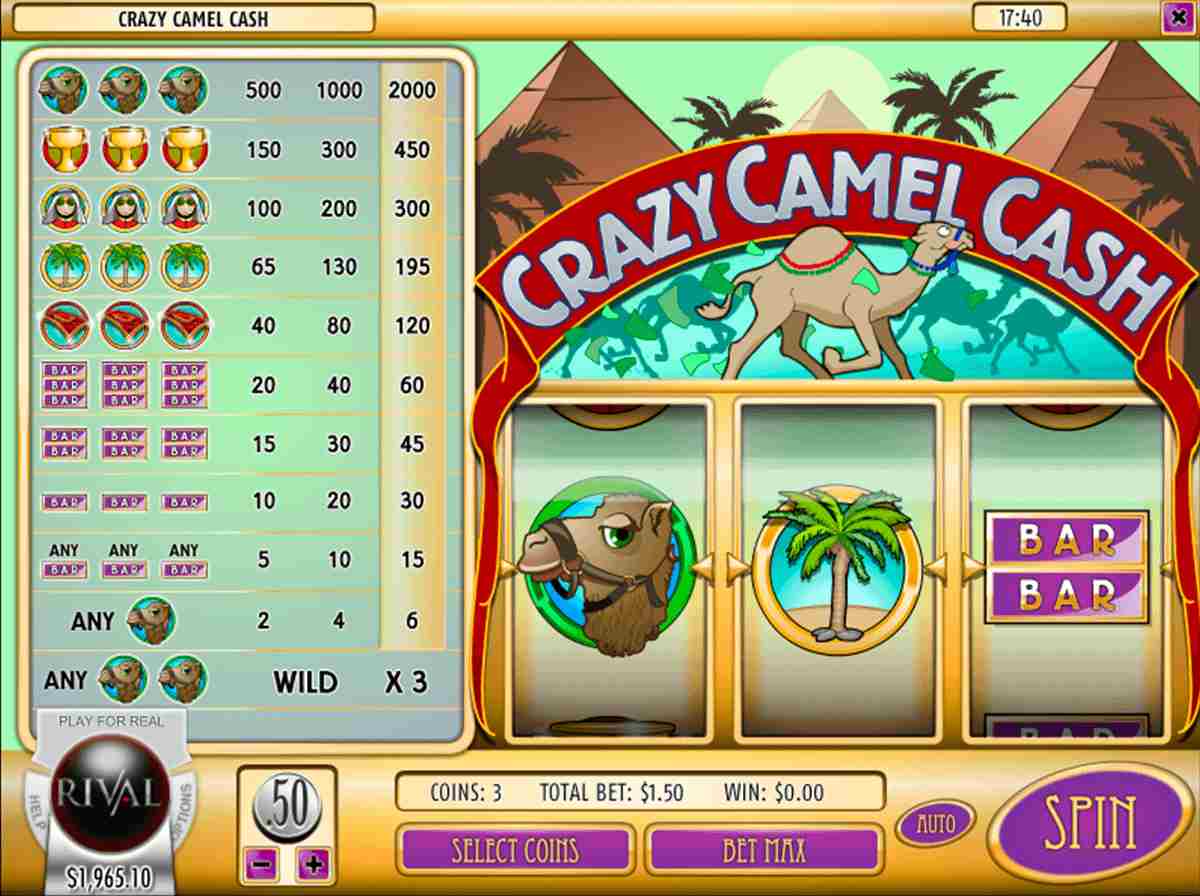 CRAZY CAMEL CASH
17:40
500 1000 2000
150 300 450
100 200 300
65 130 195
40 80 120
BAR BAR BAR
BAR BAR BAR
BAR BAR BAR
20 40 60
BAR BAR BAR
BAR BAR BAR
15 30 45
BAR BAR BAR
10 20 30
ANY ANY ANY
BAR BAR BAR
5 10 15
ANY
2 4 6
ANY WILD X 3
CRAZY CAMEL CASH
BAR
BAR
BAR
PLAY FOR REAL
RIVAL
HELP
OPTIONS
$1,965.10
.50
COINS: 3 TOTAL BET: $1.50 WIN: $0.00
SELECT COINS
BET MAX
AUTO
SPIN